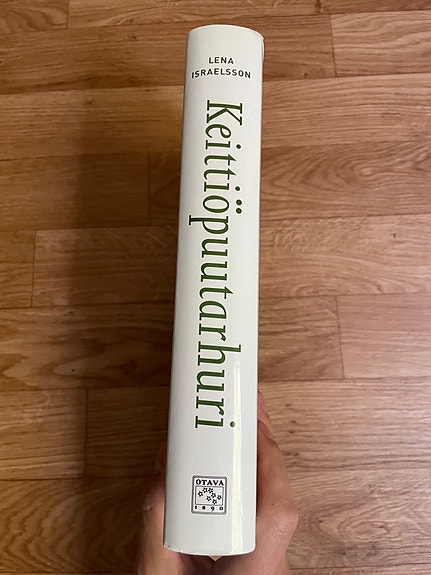 LENA
ISRAELSSON
Keittiöpuutarhuri
OTAVA
1890